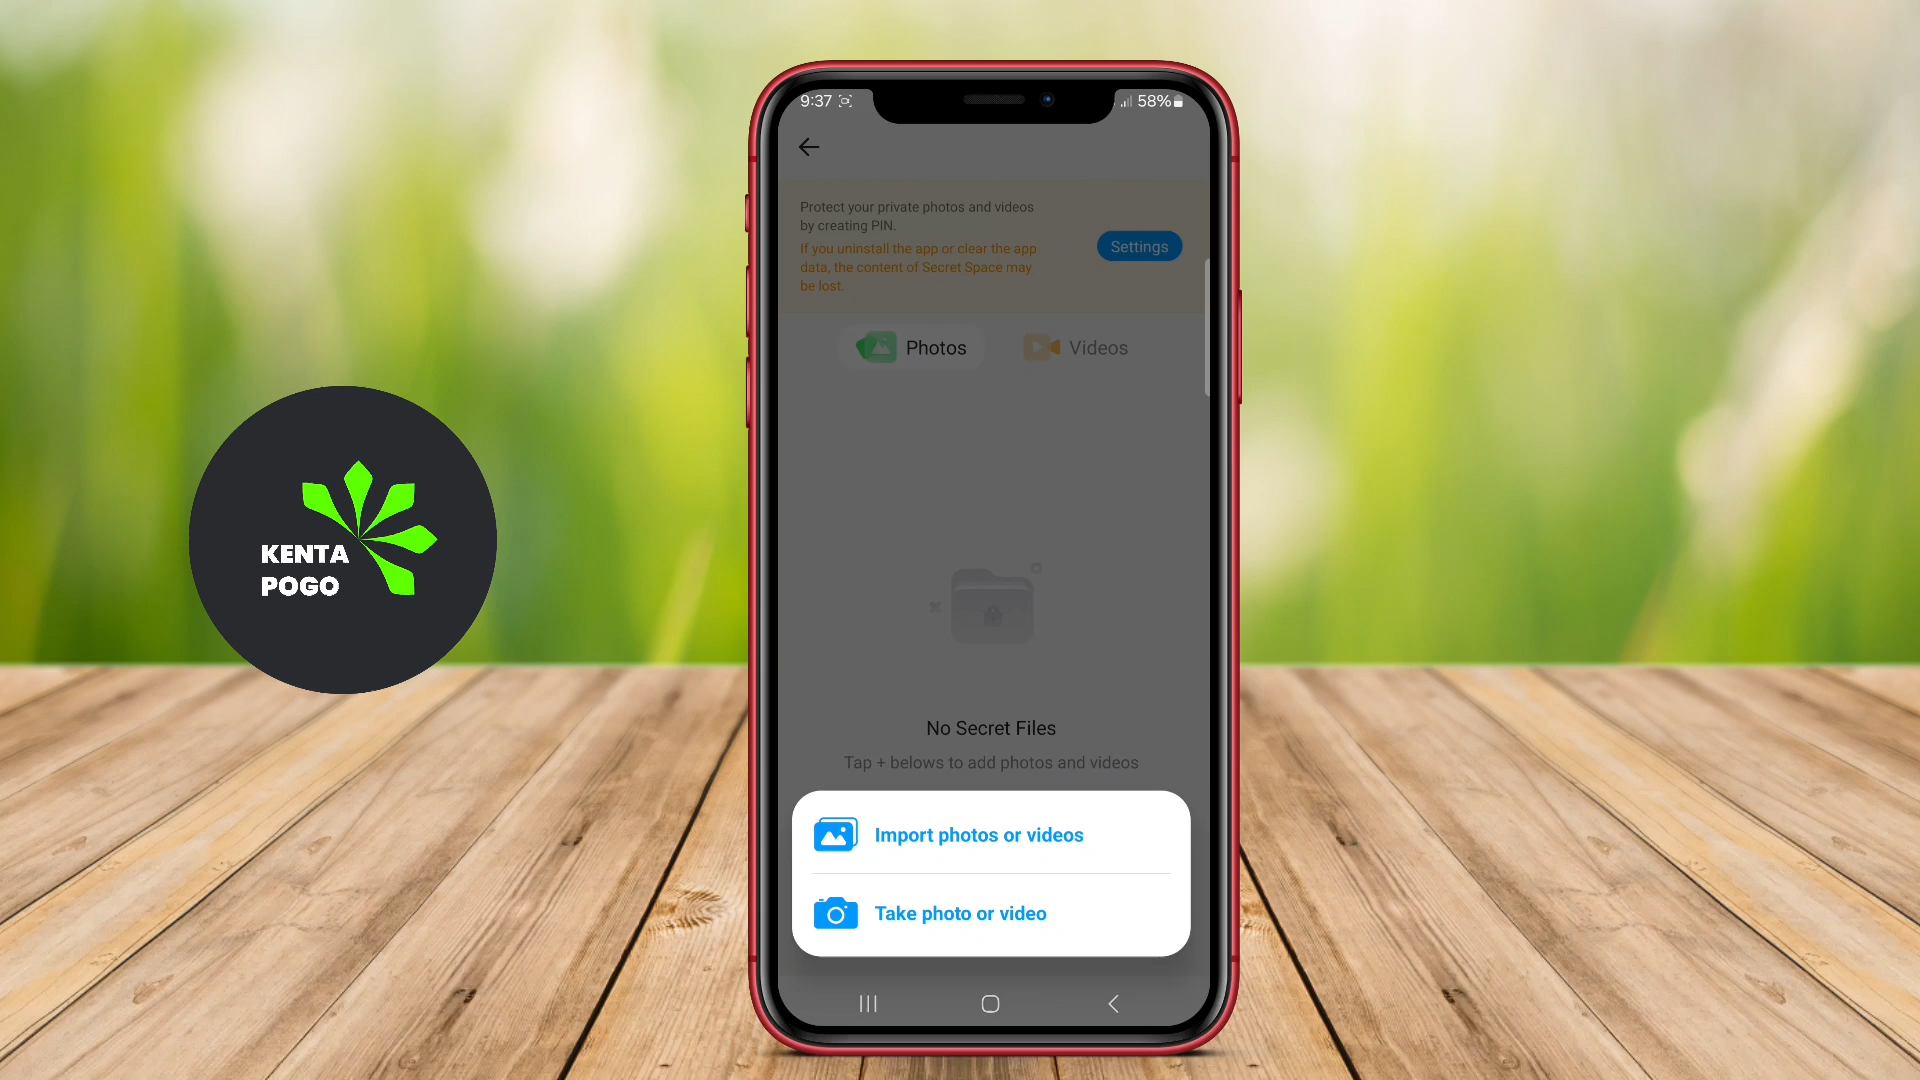 9:37
58%
Protect your private photos and videos
by creating PIN.
If you uninstall the app or clear the app
data, the content of Secret Space may
be lost.
Settings
Photos
Videos
KENTA
POGO
No Secret Files
Tap + belows to add photos and videos
Import photos or videos
Take photo or video